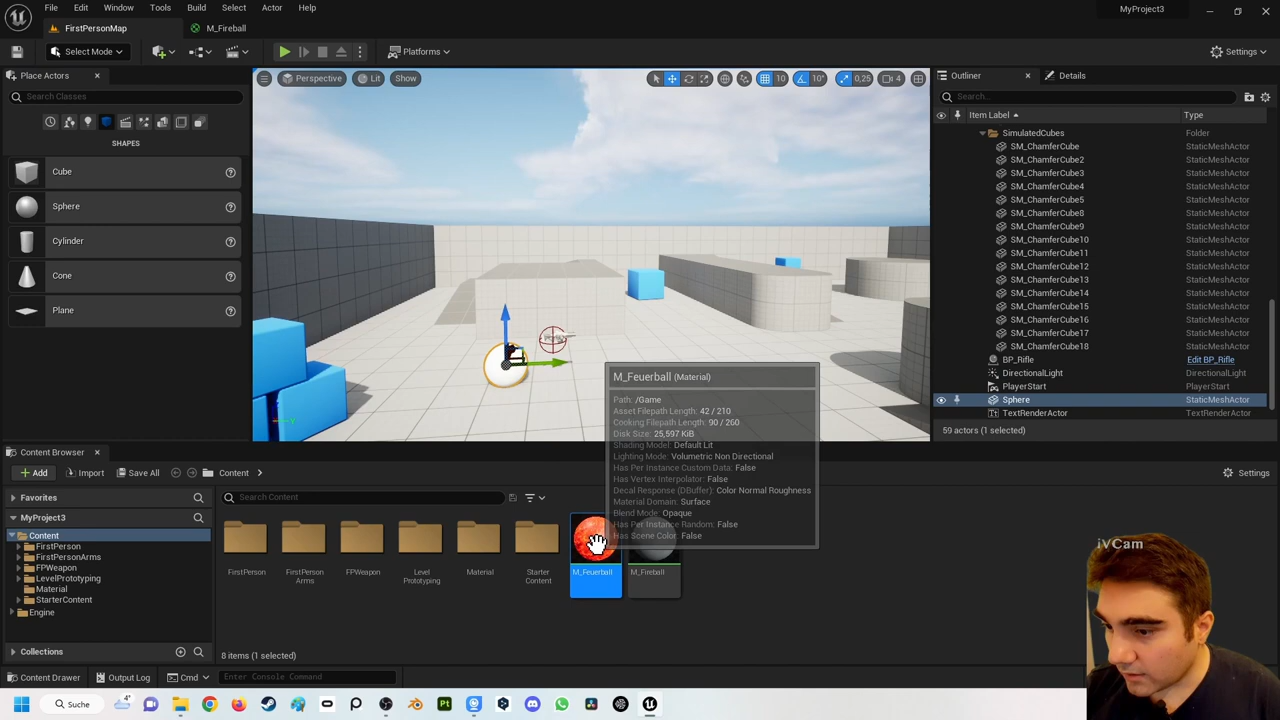 File Edit Window Tools Build Select Actor Help
MyProject3
FirstPersonMap
M_Fireball
Select Mode
Platforms
Settings
Place Actors
Search Classes
SHAPES
Cube
Sphere
Cylinder
Cone
Plane
Perspective Lit Show
10 10° 0,25 4
Outliner Details
Search...
Item Label Type
SimulatedCubes Folder
SM_ChamferCube StaticMeshActor
SM_ChamferCube2 StaticMeshActor
SM_ChamferCube3 StaticMeshActor
SM_ChamferCube4 StaticMeshActor
SM_ChamferCube5 StaticMeshActor
SM_ChamferCube8 StaticMeshActor
SM_ChamferCube9 StaticMeshActor
SM_ChamferCube10 StaticMeshActor
SM_ChamferCube11 StaticMeshActor
SM_ChamferCube12 StaticMeshActor
SM_ChamferCube13 StaticMeshActor
SM_ChamferCube14 StaticMeshActor
SM_ChamferCube15 StaticMeshActor
SM_ChamferCube16 StaticMeshActor
SM_ChamferCube17 StaticMeshActor
SM_ChamferCube18 StaticMeshActor
BP_Rifle Edit BP_Rifle
DirectionalLight DirectionalLight
PlayerStart PlayerStart
Sphere StaticMeshActor
TextRenderActor TextRenderActor
59 actors (1 selected)
M_Feuerball (Material)
Path: /Game
Asset Filepath Length: 42 / 210
Cooking Filepath Length: 90 / 260
Disk Size: 25,597 KiB
Shading Model: Default Lit
Lighting Mode: Volumetric Non Directional
Has Per Instance Custom Data: False
Has Vertex Interpolator: False
Decal Response (DBuffer): Color Normal Roughness
Material Domain: Surface
Blend Mode: Opaque
Has Per Instance Random: False
Has Scene Color: False
Content Browser
Add Import Save All Content
Settings
Favorites
Search Content
MyProject3
Content
FirstPerson
FirstPersonArms
FPWeapon
LevelPrototyping
Material
StarterContent
Engine
Collections
FirstPerson
FirstPerson
Arms
FPWeapon
Level
Prototyping
Material
Starter
Content
M_Feuerball
M_Fireball
8 items (1 selected)
iVCam
Content Drawer Output Log Cmd Enter Console Command
4° Suche